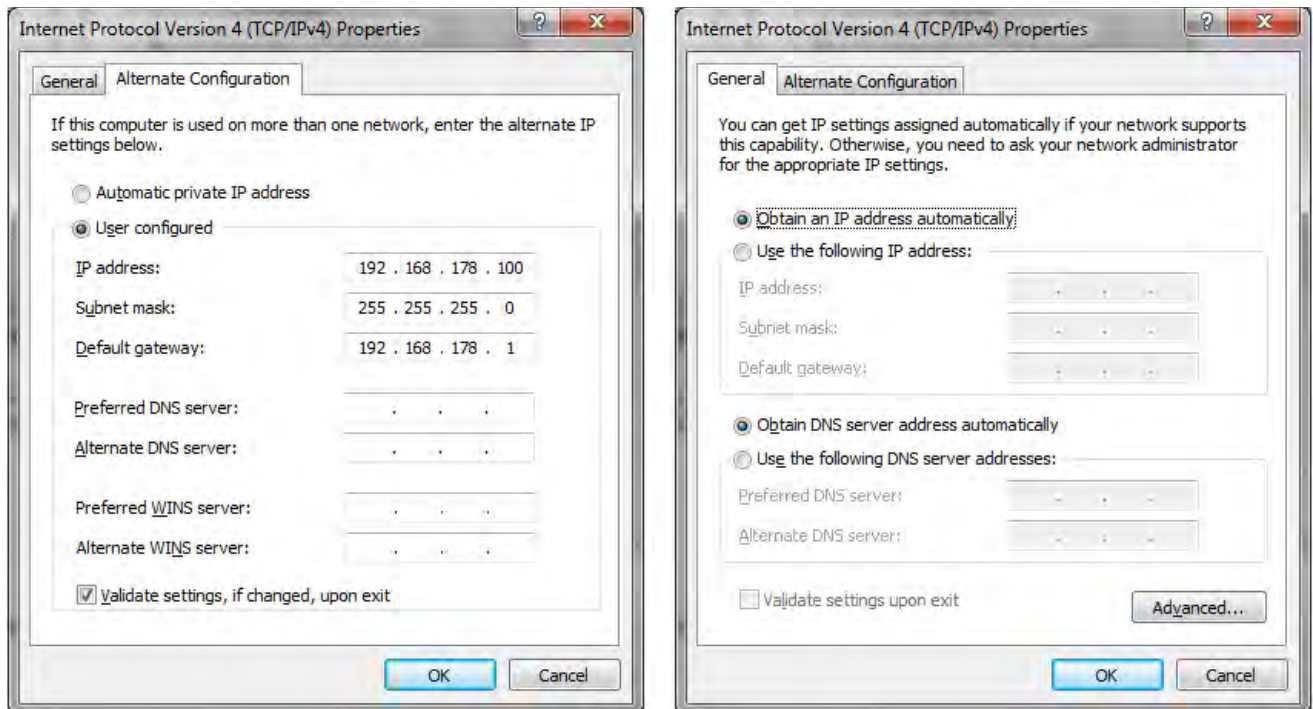 Internet Protocol Version 4 (TCP/IPv4) Properties
General
Alternate Configuration
If this computer is used on more than one network, enter the alternate IP
settings below.
Automatic private IP address
User configured
IP address: 192 . 168 . 178 . 100
Subnet mask: 255 . 255 . 255 . 0
Default gateway: 192 . 168 . 178 . 1
Preferred DNS server: . . .
Alternate DNS server: . . .
Preferred WINS server: . . .
Alternate WINS server: . . .
Validate settings, if changed, upon exit
OK
Cancel
Internet Protocol Version 4 (TCP/IPv4) Properties
General
Alternate Configuration
You can get IP settings assigned automatically if your network supports
this capability. Otherwise, you need to ask your network administrator
for the appropriate IP settings.
Obtain an IP address automatically
Use the following IP address:
IP address: . . .
Subnet mask: . . .
Default gateway: . . .
Obtain DNS server address automatically
Use the following DNS server addresses:
Preferred DNS server: . . .
Alternate DNS server: . . .
Validate settings upon exit
Advanced...
OK
Cancel